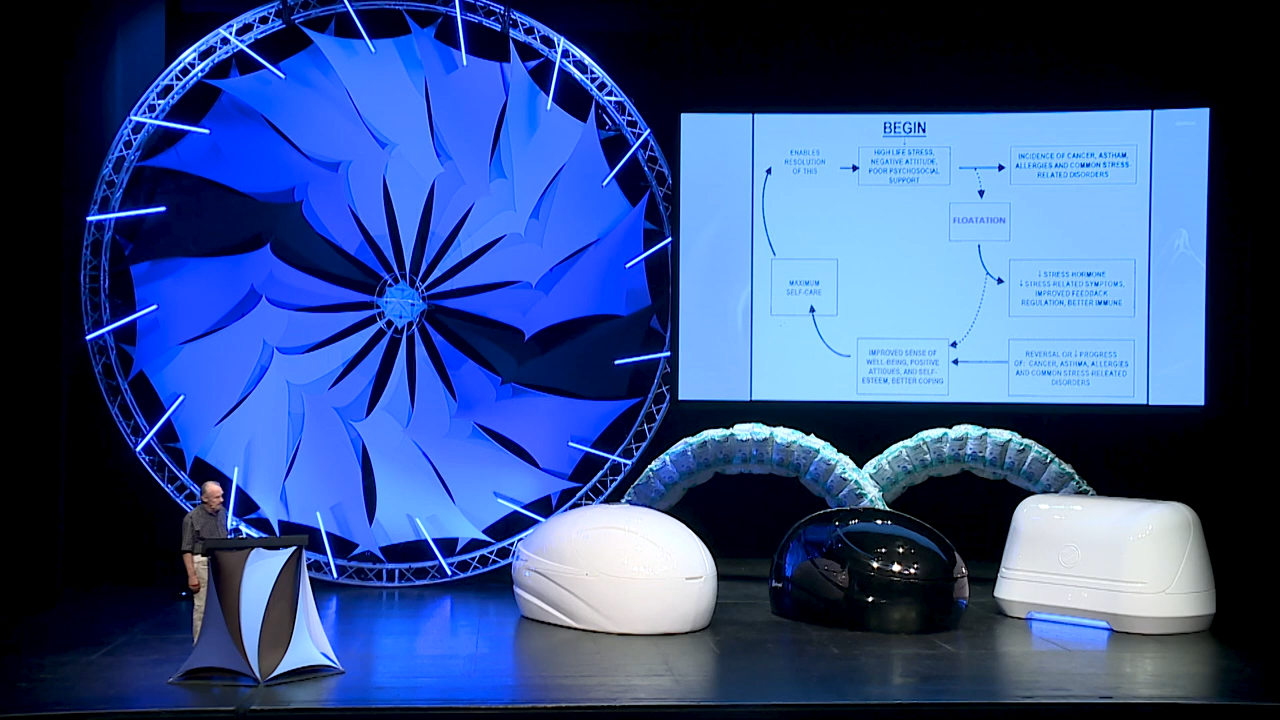 BEGIN
ENABLES
RESOLUTION
OF THIS
HIGH LIFE STRESS,
NEGATIVE ATTITUDE,
POOR PSYCHOSOCIAL
SUPPORT
INCIDENCE OF CANCER, ASTHAM,
ALLERGIES AND COMMON STRESS-
RELATED DISORDERS
FLOATATION
MAXIMUM
SELF-CARE
↓ STRESS HORMONE
↓ STRESS RELATED SYMPTOMS,
IMPROVED FEEDBACK
REGULATION, BETTER IMMUNE
IMPROVED SENSE OF
WELL-BEING, POSITIVE
ATTIDUES, AND SELF-
ESTEEM, BETTER COPING
REVERSAL OR ↓ PROGRESS
OF: CANCER, ASTHMA, ALLERGIES
AND COMMON STRESS-RELEATED
DISORDERS